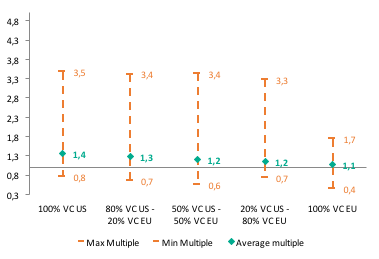 4,8
4,3
3,8
3,3
2,8
2,3
1,8
1,3
0,8
0,3
3,5
3,4
3,4
3,3
1,7
1,4
1,3
1,2
1,2
1,1
0,8
0,7
0,6
0,7
0,4
100% VC US
80% VC US -
20% VC EU
50% VC US -
50% VC EU
20% VC US -
80% VC EU
100% VC EU
Max Multiple
Min Multiple
Average multiple